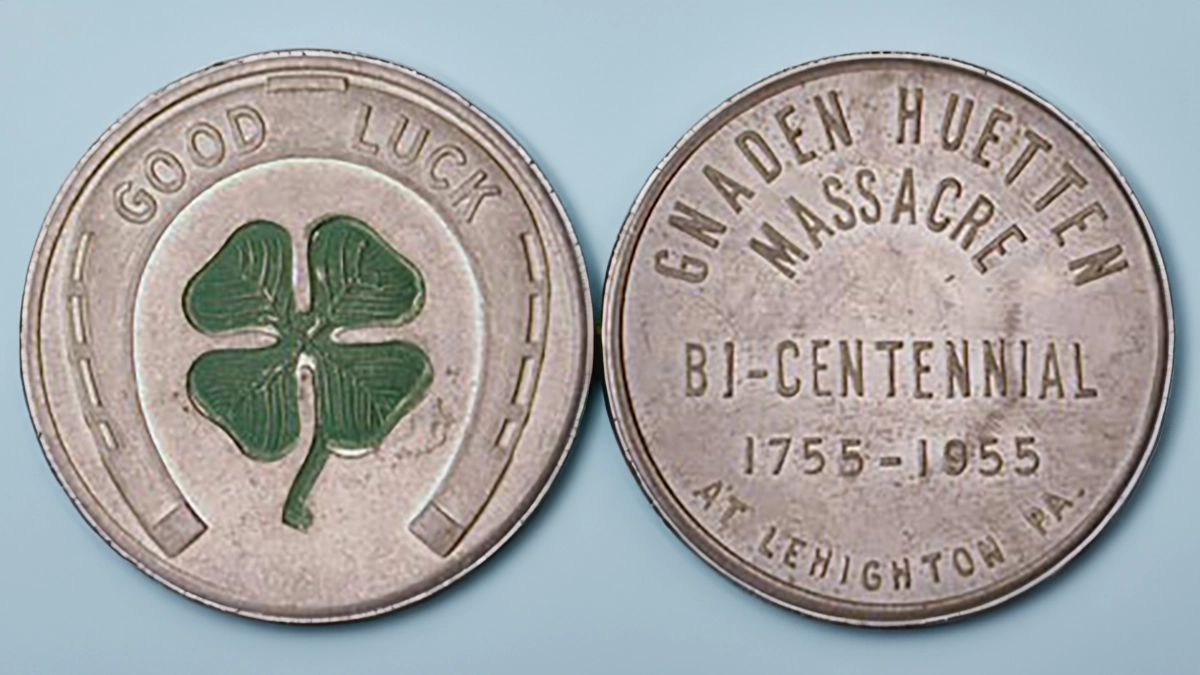 GOOD LUCK
GNADEN HUETTEN
MASSACRE
BI-CENTENNIAL
1755-1955
AT LEHIGHTON, PA.